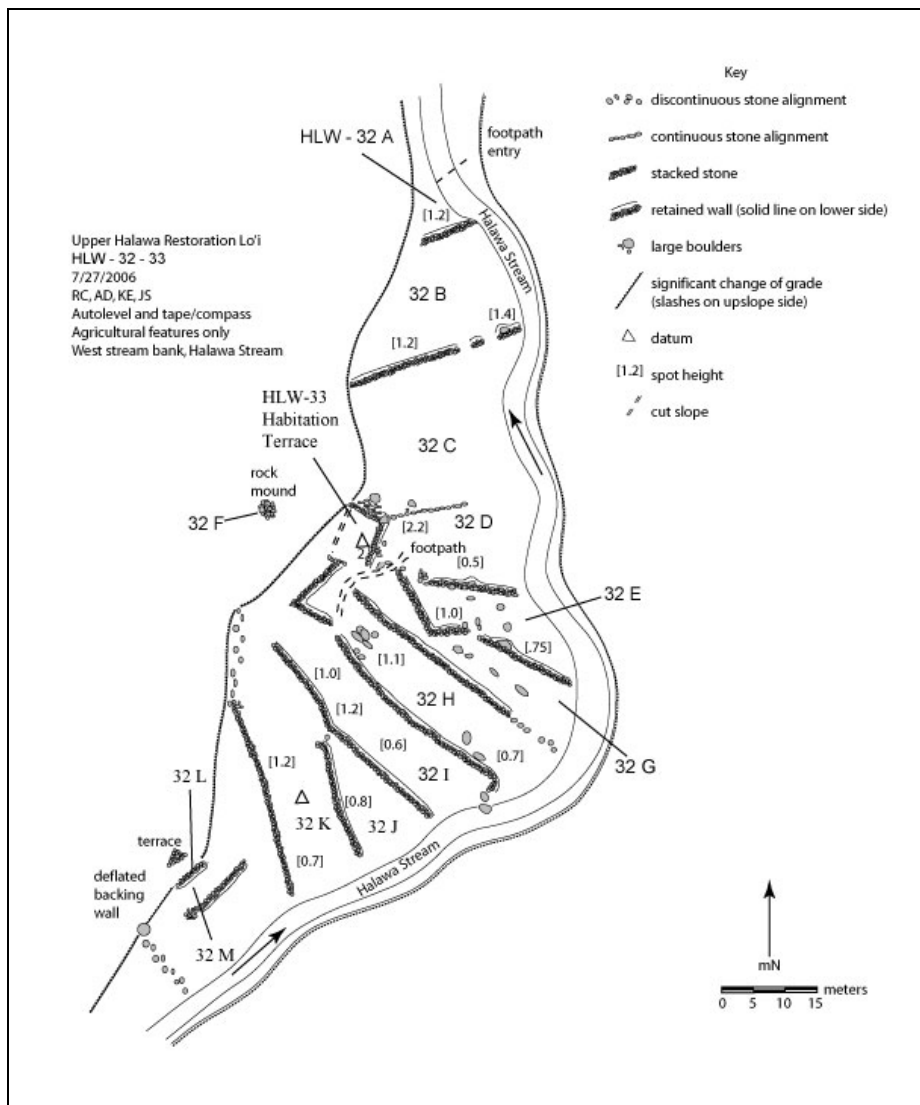 Key
discontinuous stone alignment
continuous stone alignment
stacked stone
retained wall (solid line on lower side)
large boulders
significant change of grade
(slashes on upslope side)
datum
[1.2] spot height
cut slope
HLW - 32 A
footpath
entry
[1.2]
Halawa Stream
Upper Halawa Restoration Lo'i
HLW - 32 - 33
7/27/2006
RC, AD, KE, JS
Autolevel and tape/compass
Agricultural features only
West stream bank, Halawa Stream
32 B
[1.4]
[1.2]
HLW-33
Habitation
Terrace
32 C
rock
mound
32 F
32 D
[2.2]
2
footpath
[0.5]
32 E
[1.0]
[.75]
[1.1]
[1.0]
32 H
[1.2]
[0.6]
[0.7]
32 G
32 I
[1.2]
32 L
32 K
[0.8]
32 J
terrace
[0.7]
deflated
backing
wall
32 M
Halawa Stream
mN
0 5 10 15 meters